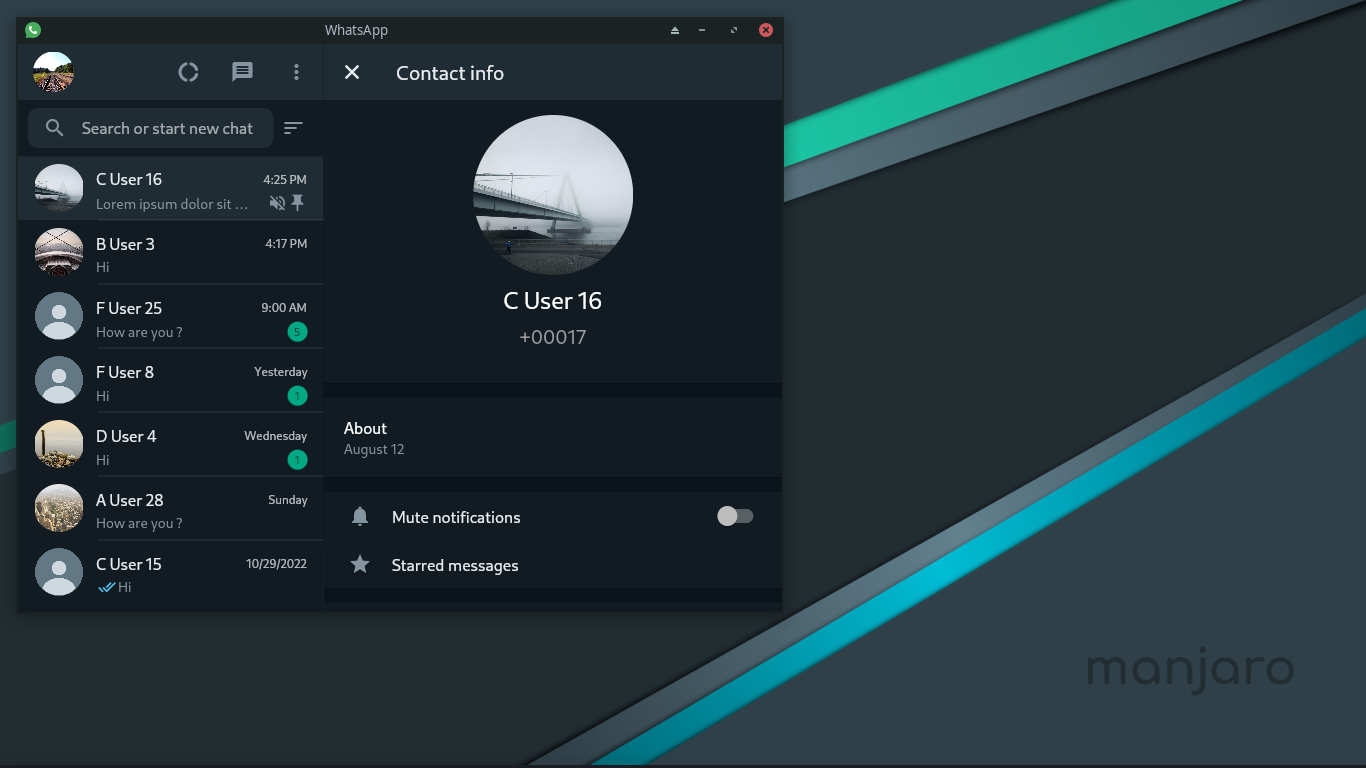 WhatsApp
Contact info
Search or start new chat
C User 16 4:25 PM
Lorem ipsum dolor sit …
B User 3 4:17 PM
Hi
F User 25 9:00 AM
How are you ? 5
F User 8 Yesterday
Hi 1
D User 4 Wednesday
Hi 1
A User 28 Sunday
How are you ?
C User 15 10/29/2022
Hi
C User 16
+00017
About
August 12
Mute notifications
Starred messages
manjaro